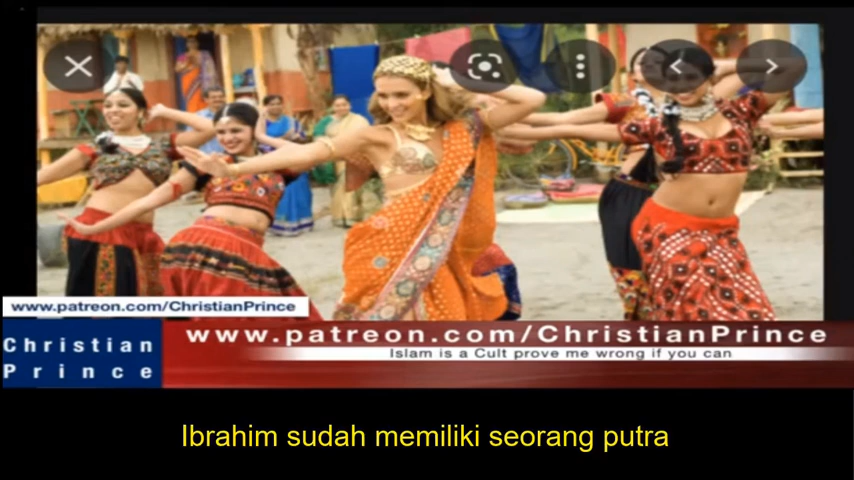 www.patreon.com/ChristianPrince
www.patreon.com/ChristianPrince
Islam is a Cult prove me wrong if you can
Christian
Prince
Ibrahim sudah memiliki seorang putra